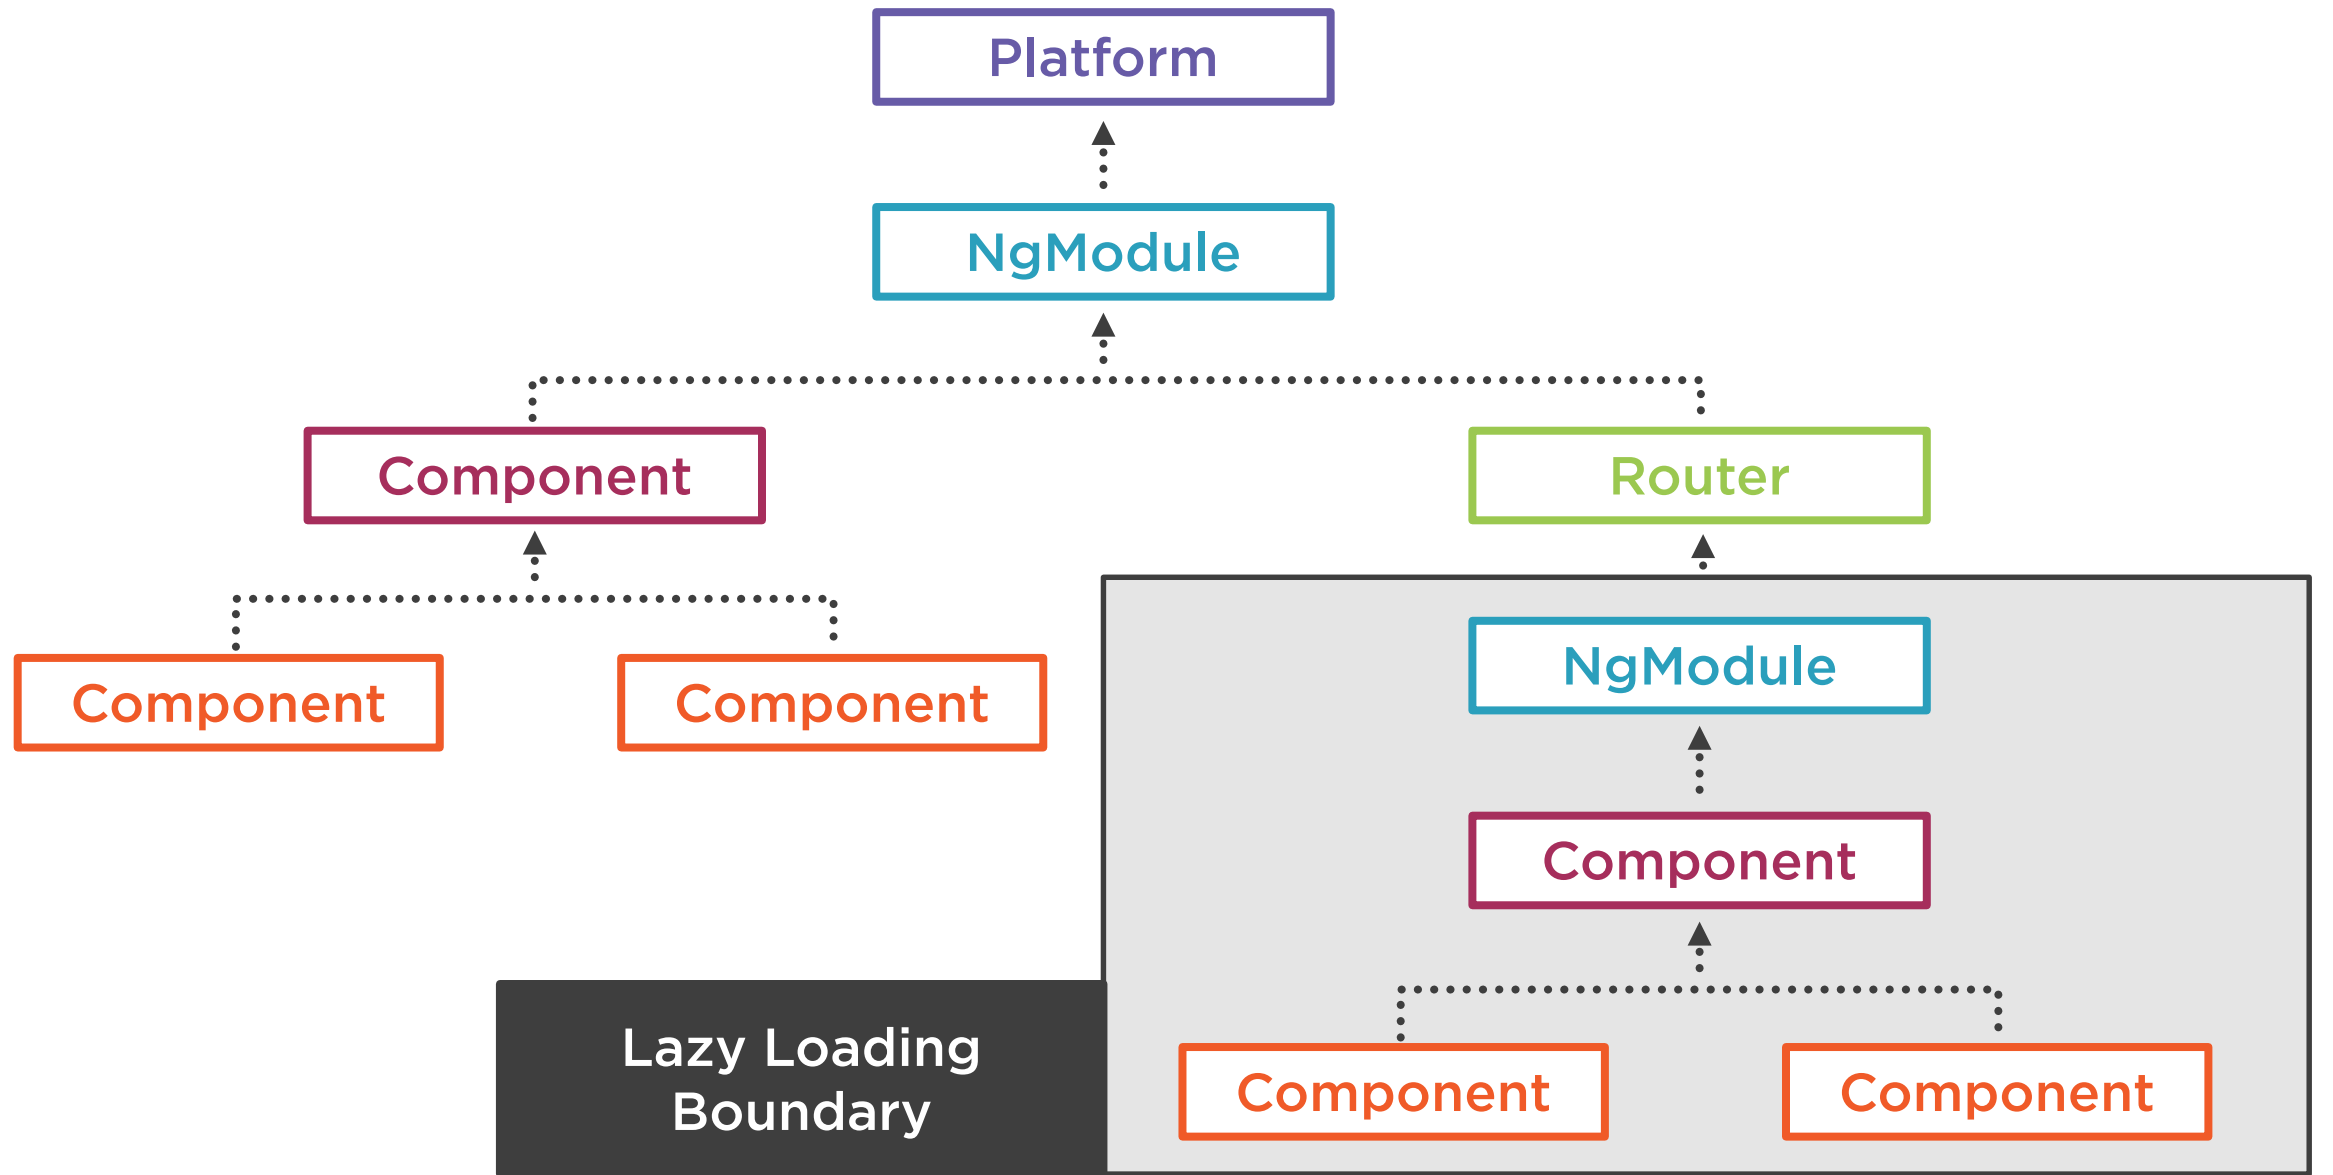 Platform
NgModule
Component
Router
Component
Component
NgModule
Component
Lazy Loading
Boundary
Component
Component